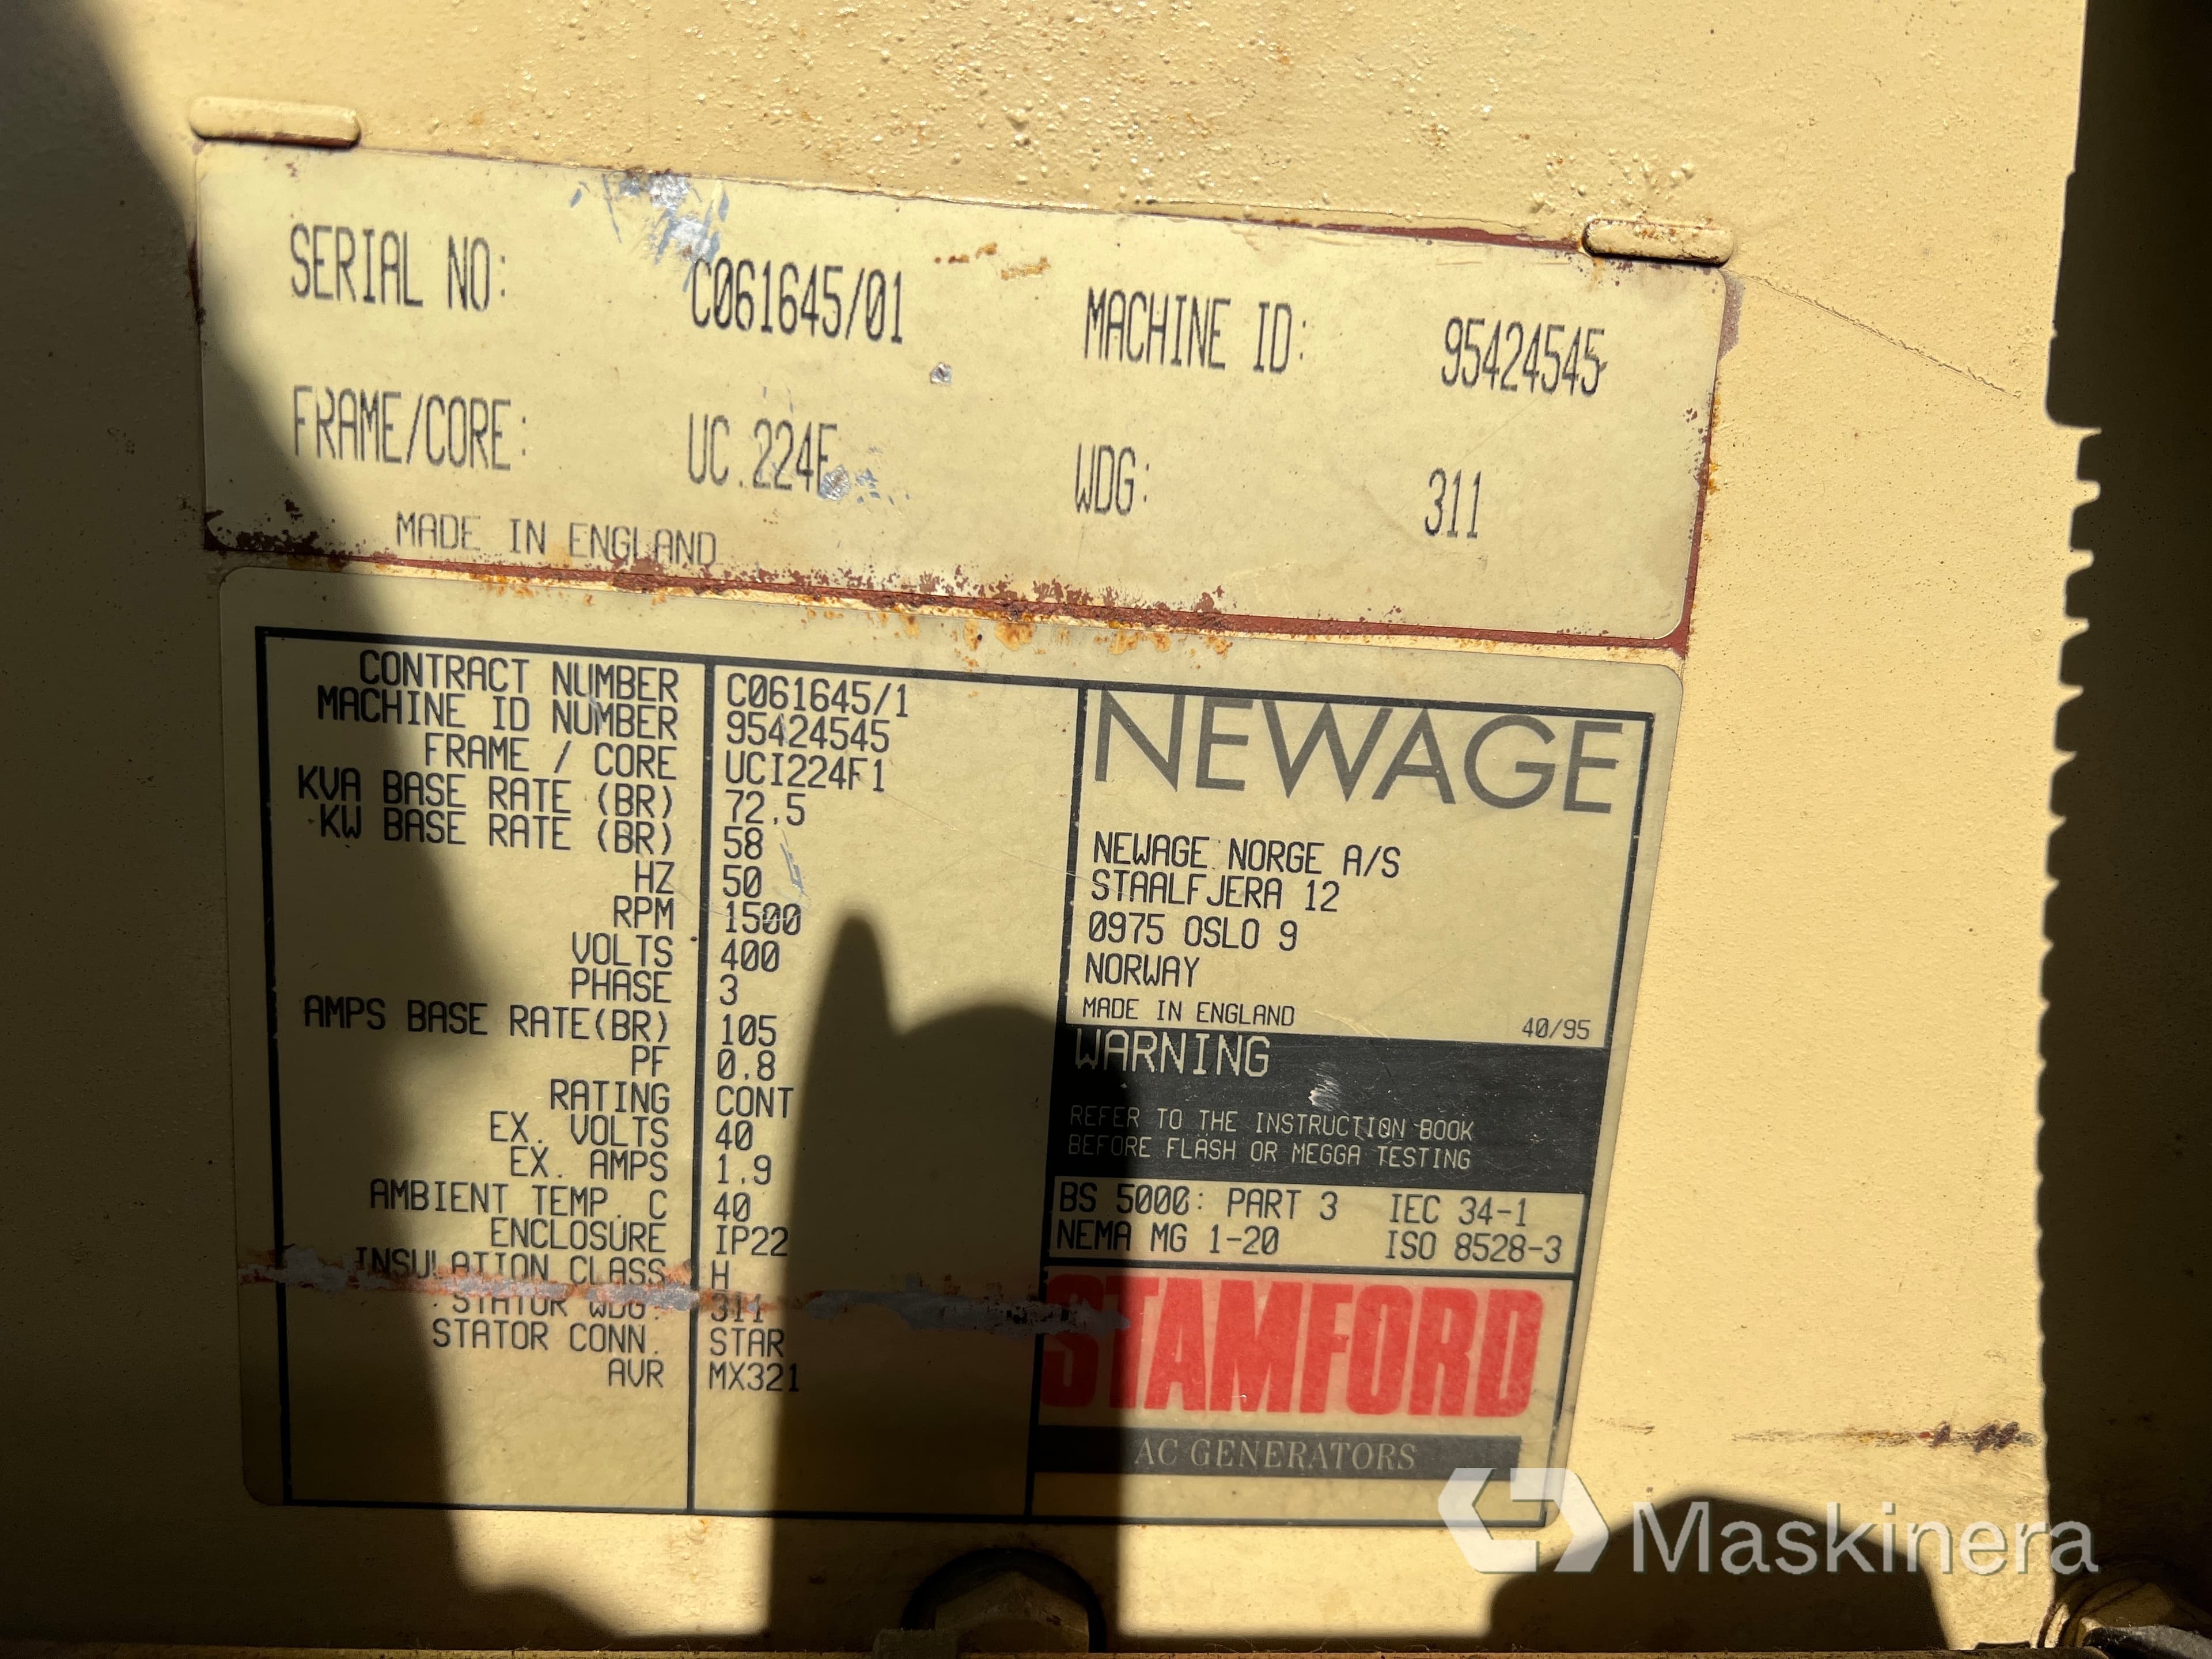 SERIAL NO: C061645/01 MACHINE ID: 95424545
FRAME/CORE: UC.224F WDG: 311
MADE IN ENGLAND
CONTRACT NUMBER C061645/1
MACHINE ID NUMBER 95424545
FRAME / CORE UCI224F1
KVA BASE RATE (BR) 72.5
KW BASE RATE (BR) 58
HZ 50
RPM 1500
VOLTS 400
PHASE 3
AMPS BASE RATE(BR) 105
PF 0.8
RATING CONT
EX. VOLTS 40
EX. AMPS 1.9
AMBIENT TEMP. C 40
ENCLOSURE IP22
INSULATION CLASS H
STATOR WDG. 311
STATOR CONN. STAR
AVR MX321
NEWAGE
NEWAGE NORGE A/S
STAALFJERA 12
0975 OSLO 9
NORWAY
MADE IN ENGLAND 40/95
WARNING
REFER TO THE INSTRUCTION BOOK
BEFORE FLASH OR MEGGA TESTING
BS 5000: PART 3 IEC 34-1
NEMA MG 1-20 ISO 8528-3
STAMFORD
AC GENERATORS
Maskinera